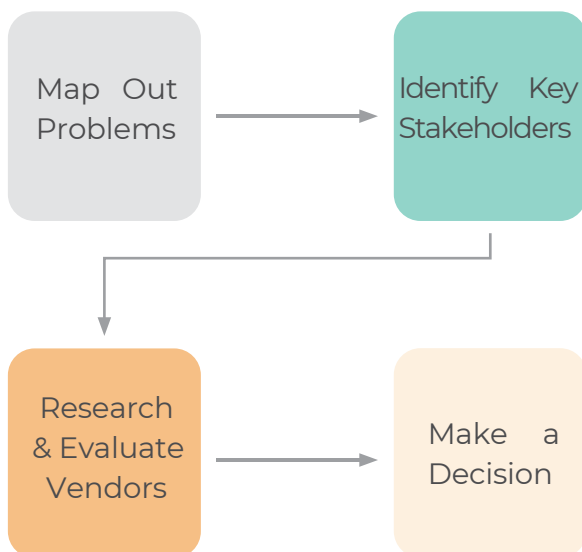 Map Out
Problems
Identify Key
Stakeholders
Research
& Evaluate
Vendors
Make a
Decision